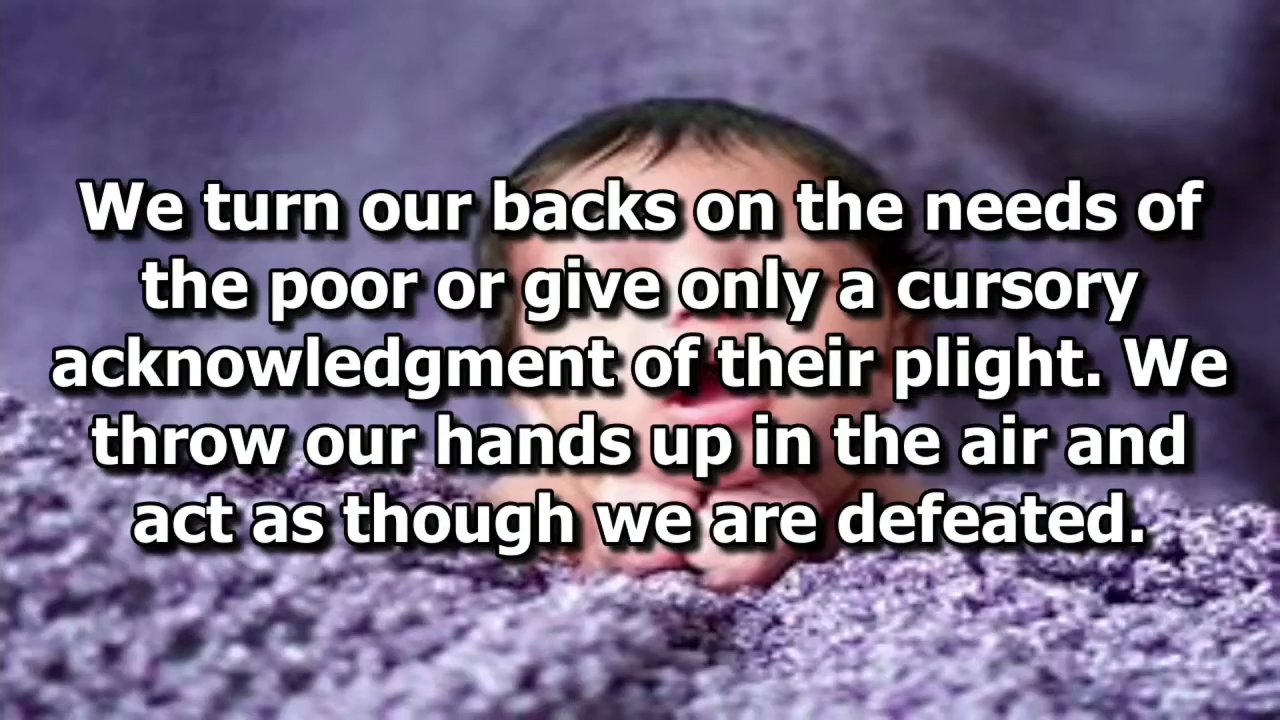 We turn our backs on the needs of
the poor or give only a cursory
acknowledgment of their plight. We
throw our hands up in the air and
act as though we are defeated.